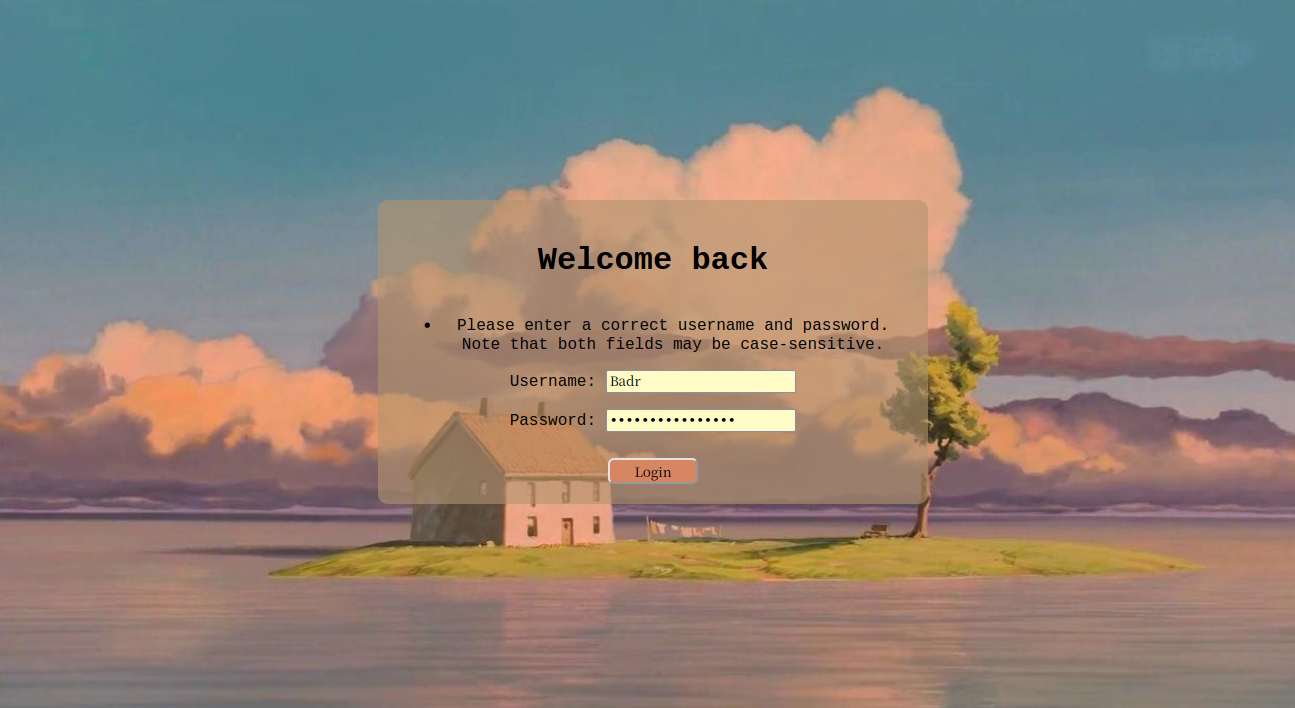 Welcome back
• Please enter a correct username and password.
Note that both fields may be case-sensitive.
Username: Badr
Password: ••••••••••••••••
Login